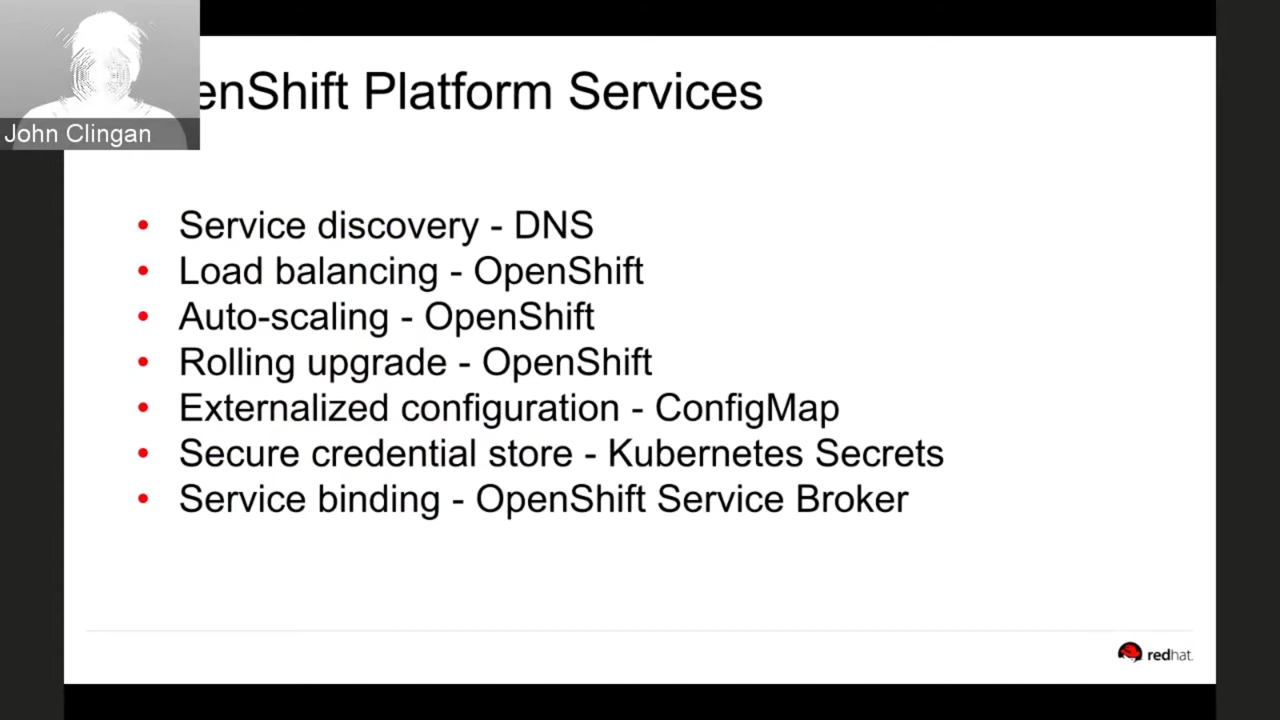 enShift Platform Services
John Clingan
• Service discovery - DNS
• Load balancing - OpenShift
• Auto-scaling - OpenShift
• Rolling upgrade - OpenShift
• Externalized configuration - ConfigMap
• Secure credential store - Kubernetes Secrets
• Service binding - OpenShift Service Broker
redhat.